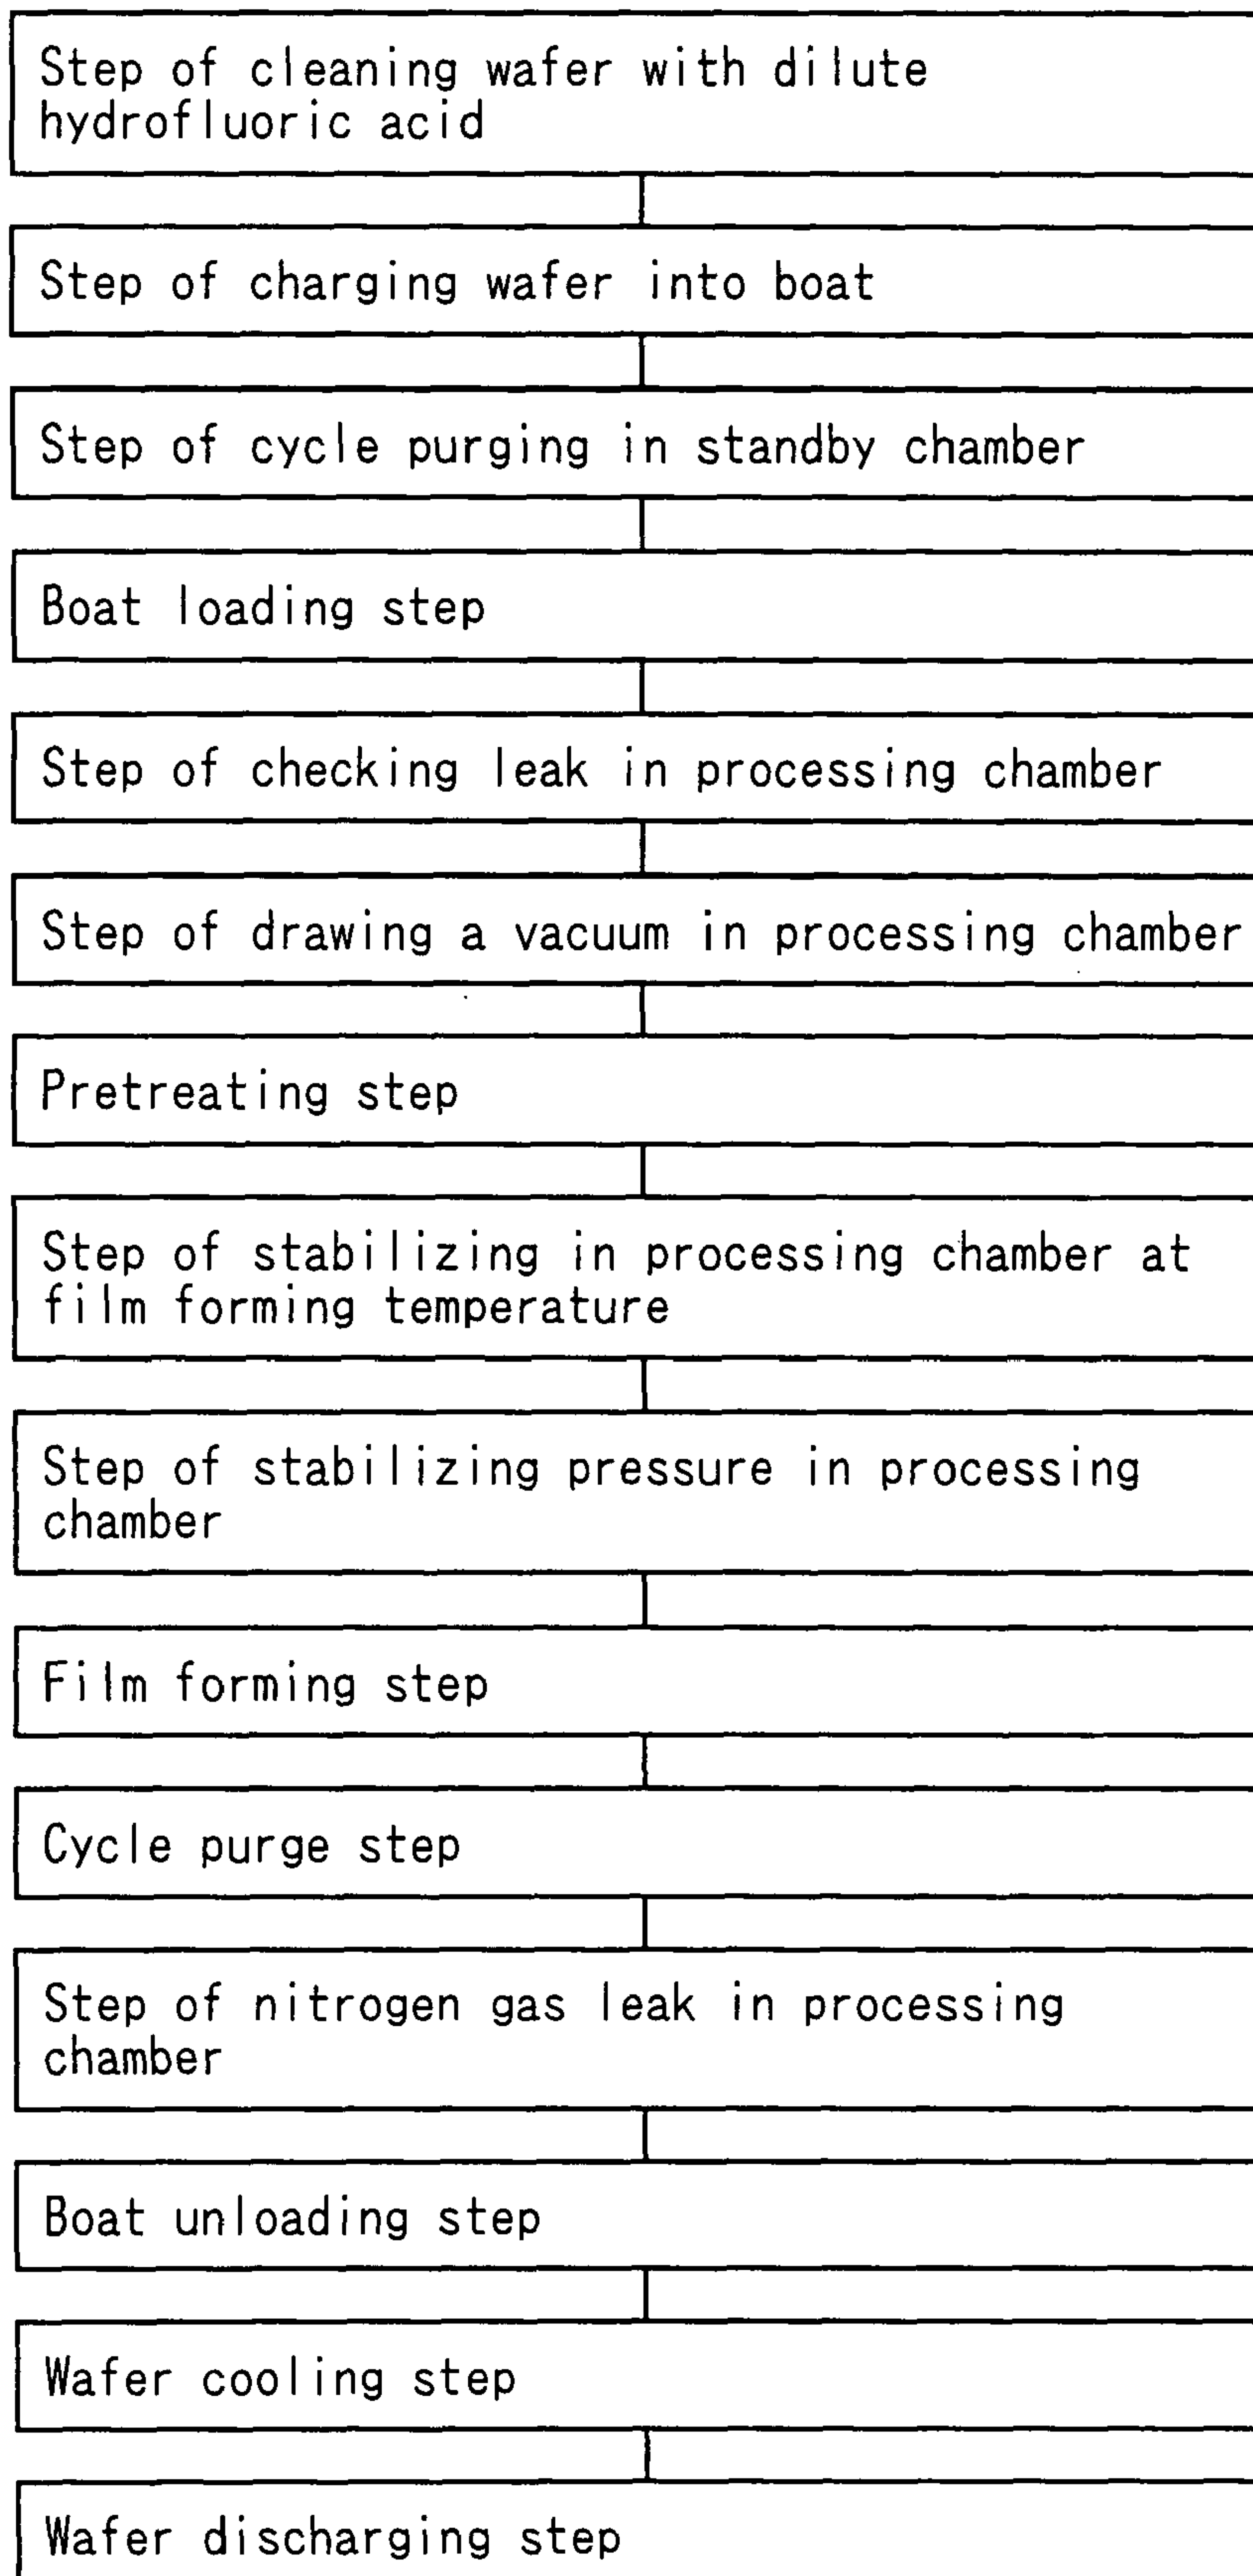 Step of cleaning wafer with dilute
hydrofluoric acid
Step of charging wafer into boat
Step of cycle purging in standby chamber
Boat loading step
Step of checking leak in processing chamber
Step of drawing a vacuum in processing chamber
Pretreating step
Step of stabilizing in processing chamber at
film forming temperature
Step of stabilizing pressure in processing
chamber
Film forming step
Cycle purge step
Step of nitrogen gas leak in processing
chamber
Boat unloading step
Wafer cooling step
Wafer discharging step